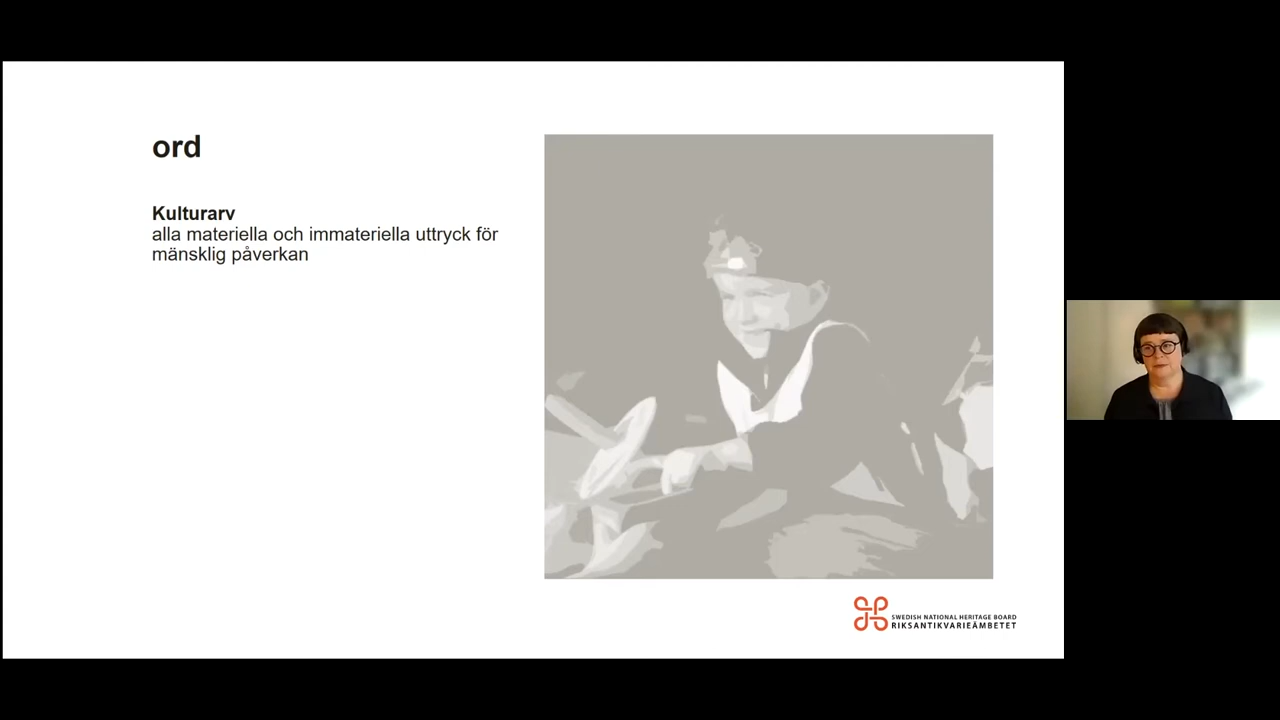 ord
Kulturarv
alla materiella och immateriella uttryck för
mänsklig påverkan
SWEDISH NATIONAL HERITAGE BOARD
RIKSANTIKVARIEÄMBETET